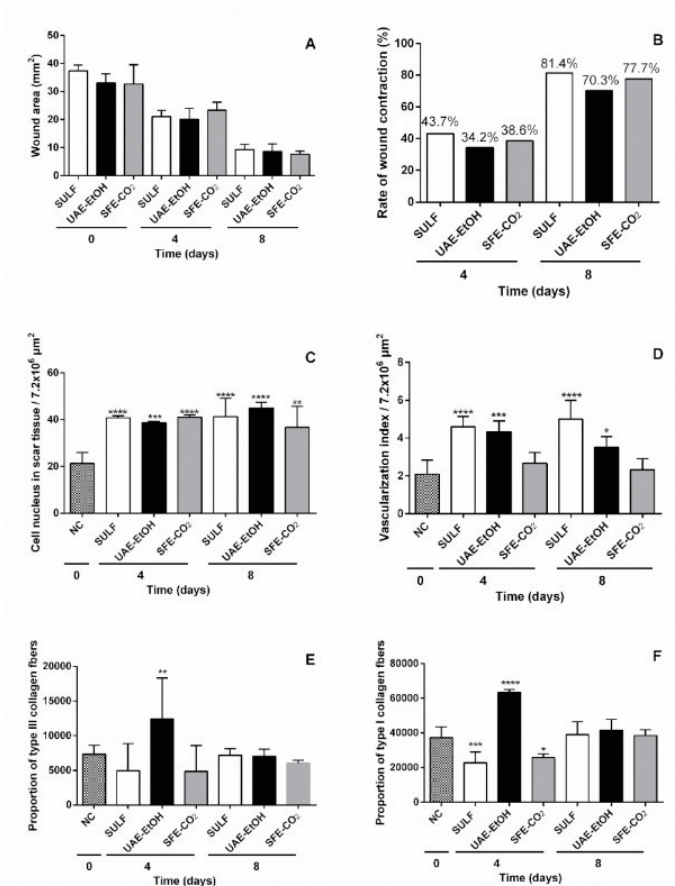 A
Wound area (mm²)
50
40
30
20
10
0
SULF
UAE-EtOH
SFE-CO₂
SULF
UAE-EtOH
SFE-CO₂
SULF
UAE-EtOH
SFE-CO₂
0
4
8
Time (days)
B
Rate of wound contraction (%)
100
80
60
40
20
0
43.7%
34.2%
38.6%
81.4%
70.3%
77.7%
SULF
UAE-EtOH
SFE-CO₂
SULF
UAE-EtOH
SFE-CO₂
4
8
Time (days)
C
Cell nucleus in scar tissue / 7.2x10⁶ µm²
60
40
20
0
****
***
****
****
****
**
NC
SULF
UAE-EtOH
SFE-CO₂
SULF
UAE-EtOH
SFE-CO₂
0
4
8
Time (days)
D
Vascularization index / 7.2x10⁶ µm²
6
4
2
0
****
***
****
*
NC
SULF
UAE-EtOH
SFE-CO₂
SULF
UAE-EtOH
SFE-CO₂
0
4
8
Time (days)
E
Proportion of type III collagen fbers
20000
15000
10000
5000
0
**
NC
SULF
UAE-EtOH
SFE-CO₂
SULF
UAE-EtOH
SFE-CO₂
0
4
8
Time (days)
F
Proportion of type I collagen fbers
80000
60000
40000
20000
0
***
****
*
NC
SULF
UAE-EtOH
SFE-CO₂
SULF
UAE-EtOH
SFE-CO₂
0
4
8
Time (days)